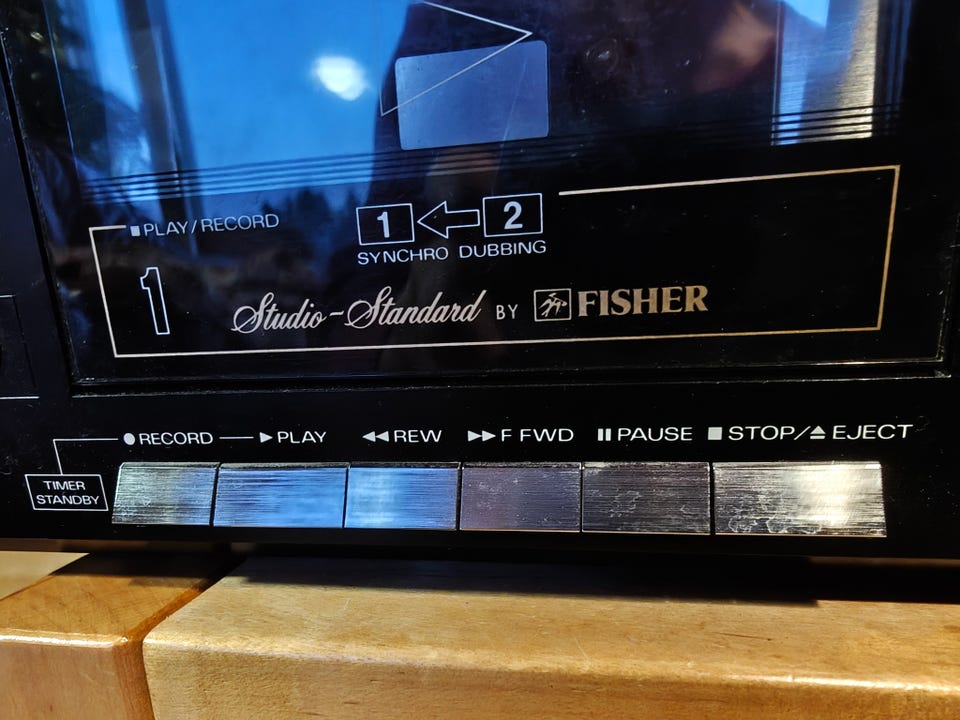 ■ PLAY/RECORD
1 ← 2
SYNCHRO DUBBING
1
Studio-Standard BY FISHER
● RECORD ▶ PLAY ◀◀ REW ▶▶ F FWD ⏸ PAUSE ■ STOP/⏏ EJECT
TIMER
STANDBY